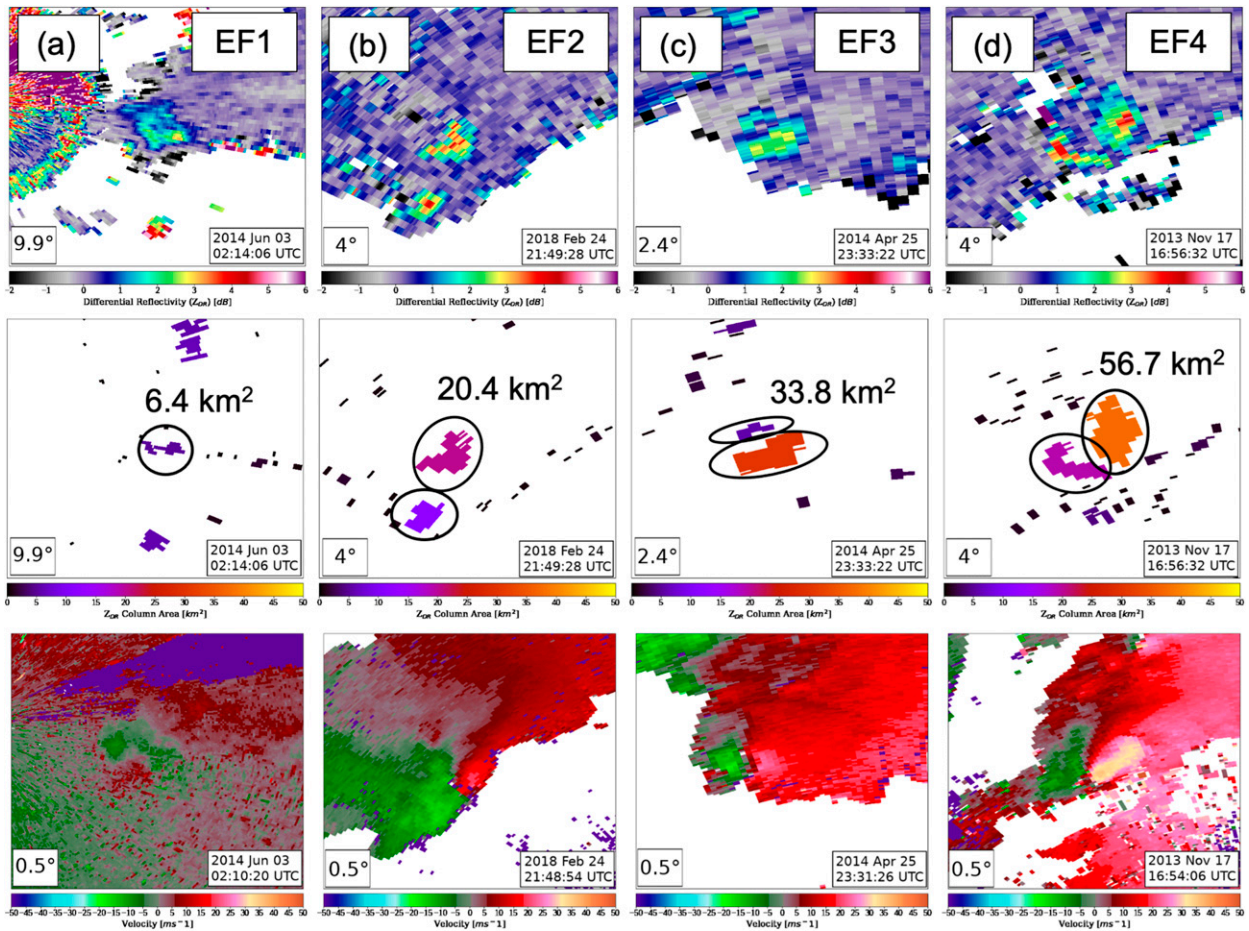 (a) EF1
(b) EF2
(c) EF3
(d) EF4
9.9°
2014 Jun 03
02:14:06 UTC
4°
2018 Feb 24
21:49:28 UTC
2.4°
2014 Apr 25
23:33:22 UTC
4°
2013 Nov 17
16:56:32 UTC
−2 −1 0 1 2 3 4 5 6
Differential Reflectivity (Z_DR) [dB]
−2 −1 0 1 2 3 4 5 6
Differential Reflectivity (Z_DR) [dB]
−2 −1 0 1 2 3 4 5 6
Differential Reflectivity (Z_DR) [dB]
−2 −1 0 1 2 3 4 5 6
Differential Reflectivity (Z_DR) [dB]
6.4 km²
20.4 km²
33.8 km²
56.7 km²
9.9°
2014 Jun 03
02:14:06 UTC
4°
2018 Feb 24
21:49:28 UTC
2.4°
2014 Apr 25
23:33:22 UTC
4°
2013 Nov 17
16:56:32 UTC
0 5 10 15 20 25 30 35 40 45 50
Z_DR Column Area [km²]
0 5 10 15 20 25 30 35 40 45 50
Z_DR Column Area [km²]
0 5 10 15 20 25 30 35 40 45 50
Z_DR Column Area [km²]
0 5 10 15 20 25 30 35 40 45 50
Z_DR Column Area [km²]
0.5°
2014 Jun 03
02:10:20 UTC
0.5°
2018 Feb 24
21:48:54 UTC
0.5°
2014 Apr 25
23:31:26 UTC
0.5°
2013 Nov 17
16:54:06 UTC
−50−45−40−35−30−25−20−15−10 −5 0 5 10 15 20 25 30 35 40 45 50
Velocity [ms−1]
−50−45−40−35−30−25−20−15−10 −5 0 5 10 15 20 25 30 35 40 45 50
Velocity [ms−1]
−50−45−40−35−30−25−20−15−10 −5 0 5 10 15 20 25 30 35 40 45 50
Velocity [ms−1]
−50−45−40−35−30−25−20−15−10 −5 0 5 10 15 20 25 30 35 40 45 50
Velocity [ms−1]